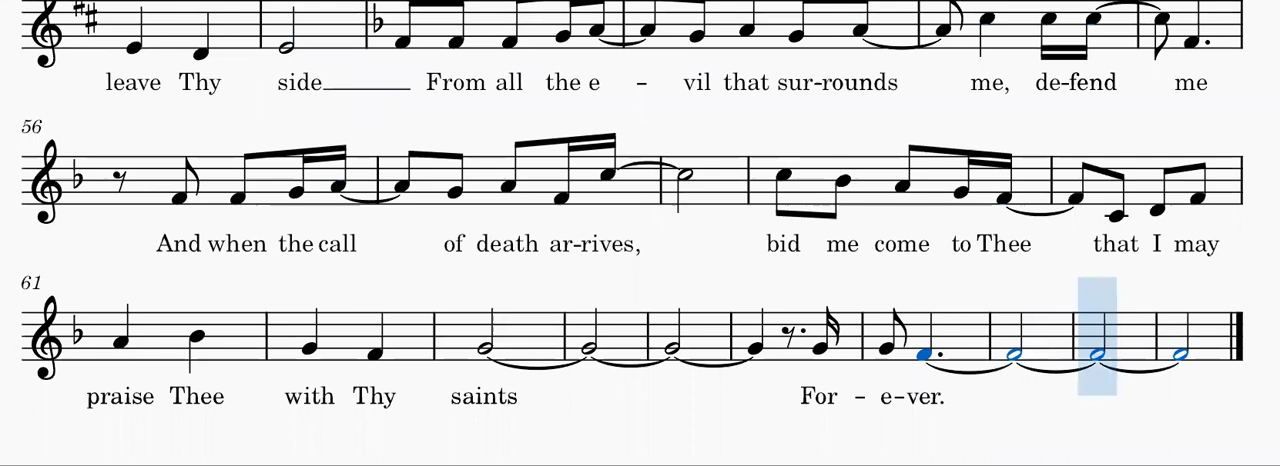 leave Thy side From all the e - vil that sur-rounds me, de-fend me
56
And when the call of death ar-rives, bid me come to Thee that I may
61
praise Thee with Thy saints For - e-ver.